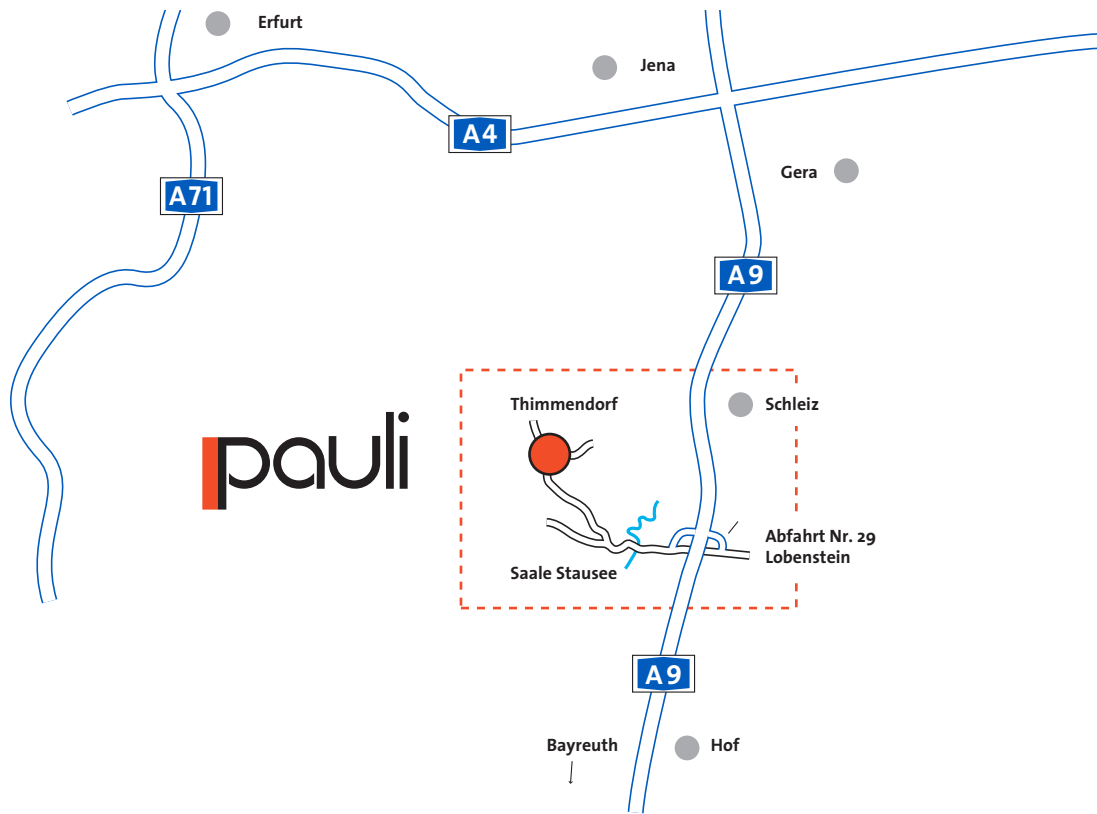 Erfurt
Jena
A4
Gera
A71
A9
Thimmendorf
Schleiz
pauli
Abfahrt Nr. 29
Lobenstein
Saale Stausee
A9
Bayreuth
Hof